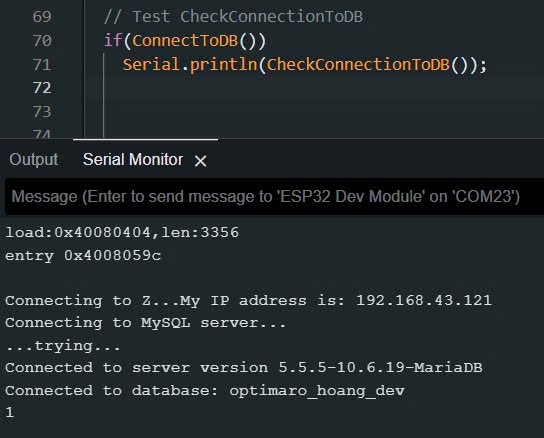 69 // Test CheckConnectionToDB
70 if(ConnectToDB())
71 Serial.println(CheckConnectionToDB());
72
73
74
Output Serial Monitor
Message (Enter to send message to 'ESP32 Dev Module' on 'COM23')
load:0x40080404,len:3356
entry 0x4008059c
Connecting to Z...My IP address is: 192.168.43.121
Connecting to MySQL server...
...trying...
Connected to server version 5.5.5-10.6.19-MariaDB
Connected to database: optimaro_hoang_dev
1